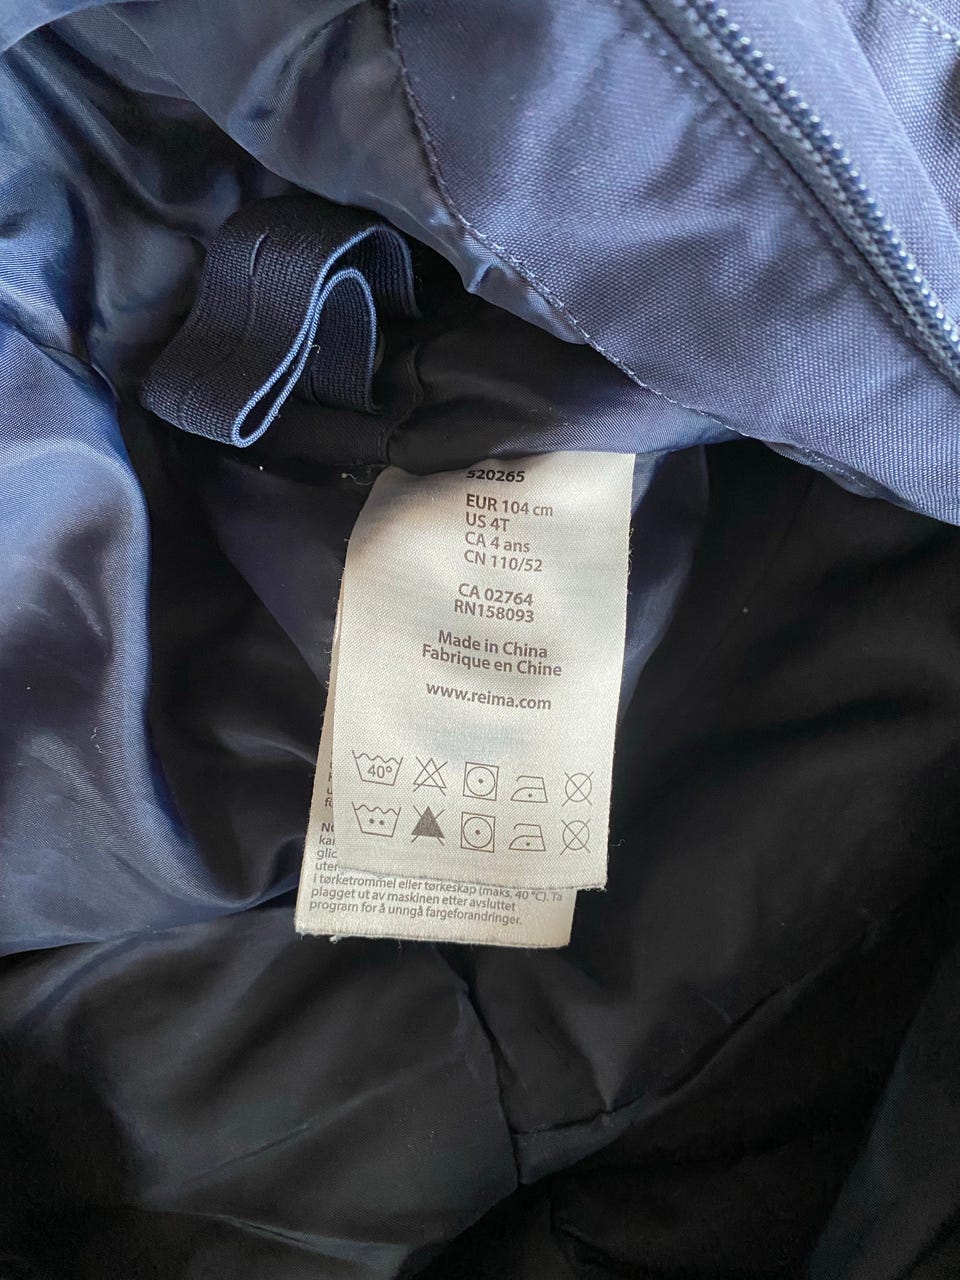 520265
EUR 104 cm
US 4T
CA 4 ans
CN 110/52
CA 02764
RN158093
Made in China
Fabrique en Chine
www.reima.com
40°
uter
i tørketrommel eller tørkeskap (maks. 40 °C). Ta
plagget ut av maskinen etter avsluttet
program for å unngå fargeforandringer.